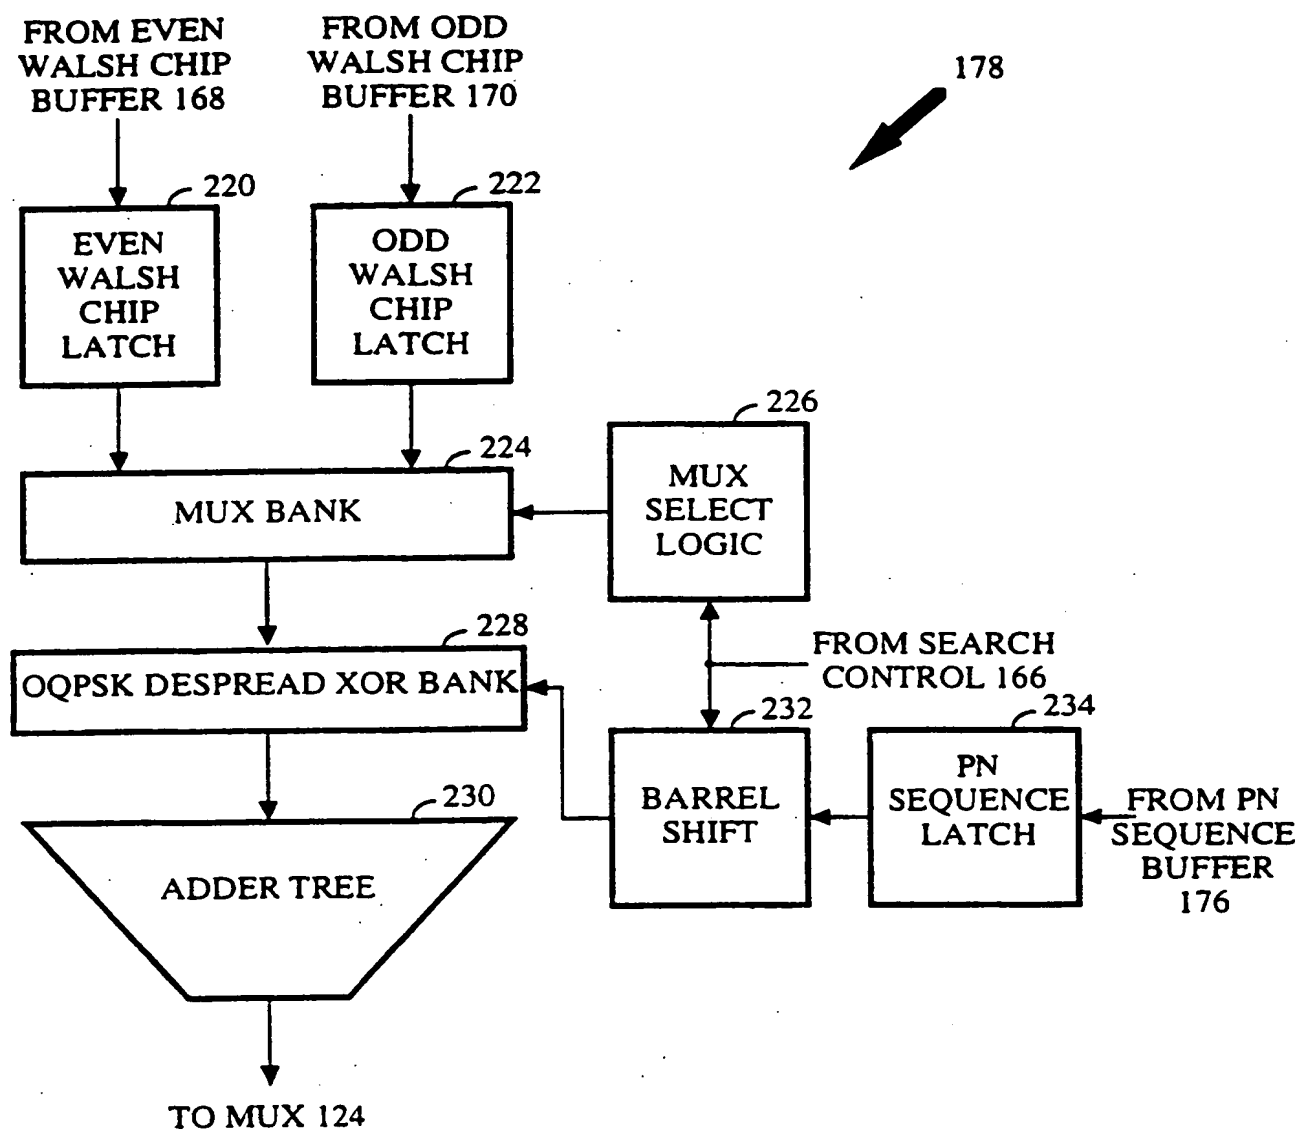 FROM EVEN
WALSH CHIP
BUFFER 168
FROM ODD
WALSH CHIP
BUFFER 170
178
220
EVEN
WALSH
CHIP
LATCH
222
ODD
WALSH
CHIP
LATCH
224
MUX BANK
226
MUX
SELECT
LOGIC
228
OQPSK DESPREAD XOR BANK
FROM SEARCH
CONTROL 166
230
ADDER TREE
232
BARREL
SHIFT
234
PN
SEQUENCE
LATCH
FROM PN
SEQUENCE
BUFFER
176
TO MUX 124